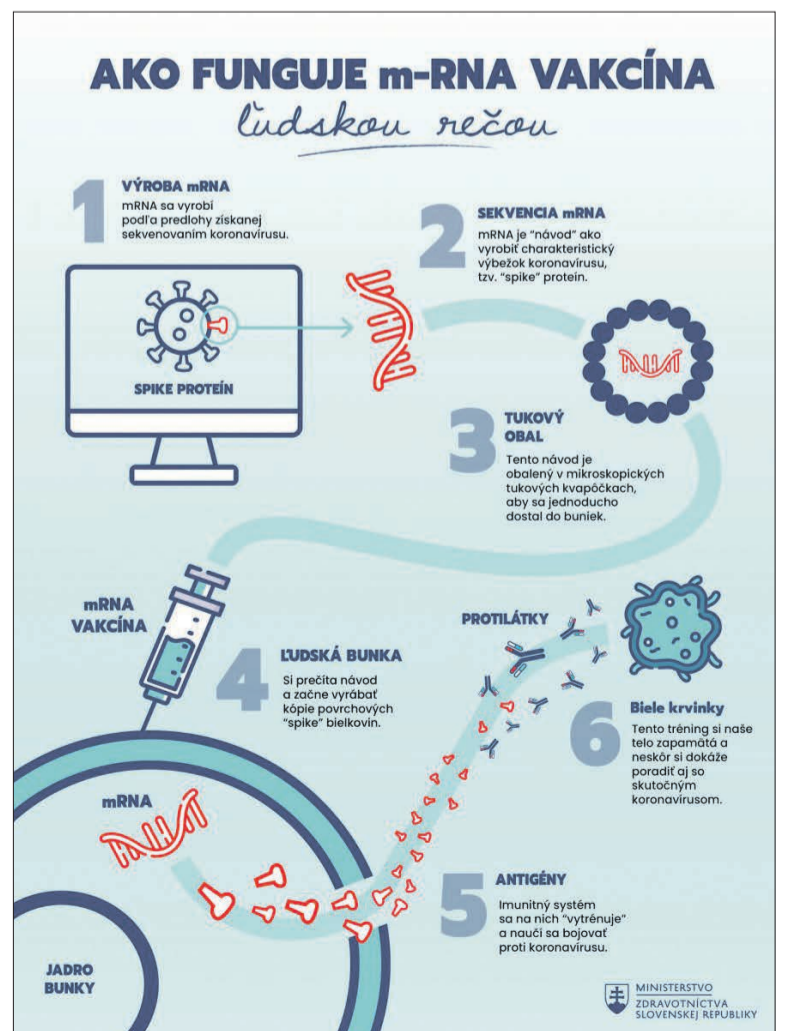 AKO FUNGUJE m-RNA VAKCÍNA
ľudskou rečou
1
VÝROBA mRNA
mRNA sa vyrobí
podľa predlohy získanej
sekvenovaním koronavírusu.
2
SEKVENCIA mRNA
mRNA je "návod" ako
vyrobiť charakteristický
výbežok koronavírusu,
tzv. "spike" proteín.
SPIKE PROTEÍN
3
TUKOVÝ
OBAL
Tento návod je
obalený v mikroskopických
tukových kvapôčkach,
aby sa jednoducho
dostal do buniek.
mRNA
VAKCÍNA
4
ĽUDSKÁ BUNKA
Si prečíta návod
a začne vyrábať
kópie povrchových
"spike" bielkovín.
PROTILÁTKY
6
Biele krvinky
Tento tréning si naše
telo zapamätá a
neskôr si dokáže
poradiť aj so
skutočným
koronavírusom.
mRNA
5
ANTIGÉNY
Imunitný systém
sa na nich "vytrénuje"
a naučí sa bojovať
proti koronavírusu.
JADRO
BUNKY
MINISTERSTVO
ZDRAVOTNÍCTVA
SLOVENSKEJ REPUBLIKY